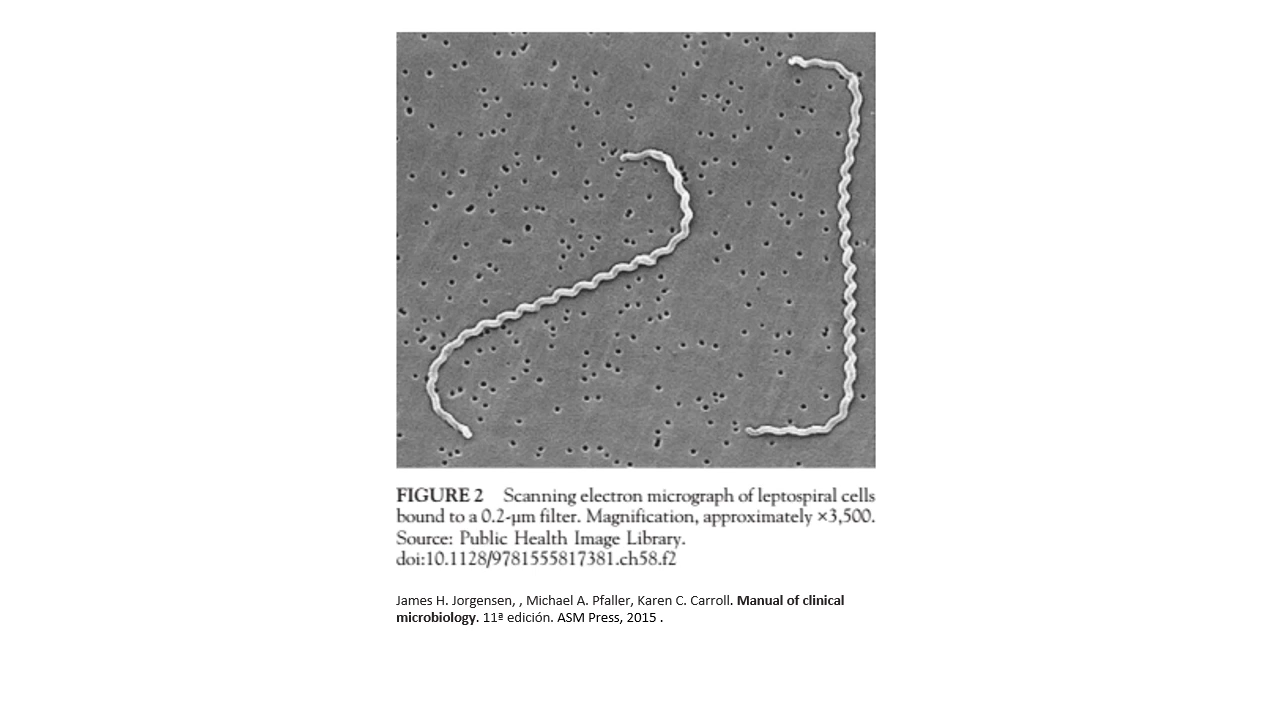 FIGURE 2 Scanning electron micrograph of leptospiral cells
bound to a 0.2-μm filter. Magnification, approximately ×3,500.
Source: Public Health Image Library.
doi:10.1128/9781555817381.ch58.f2
James H. Jorgensen, , Michael A. Pfaller, Karen C. Carroll. Manual of clinical
microbiology. 11ª edición. ASM Press, 2015 .